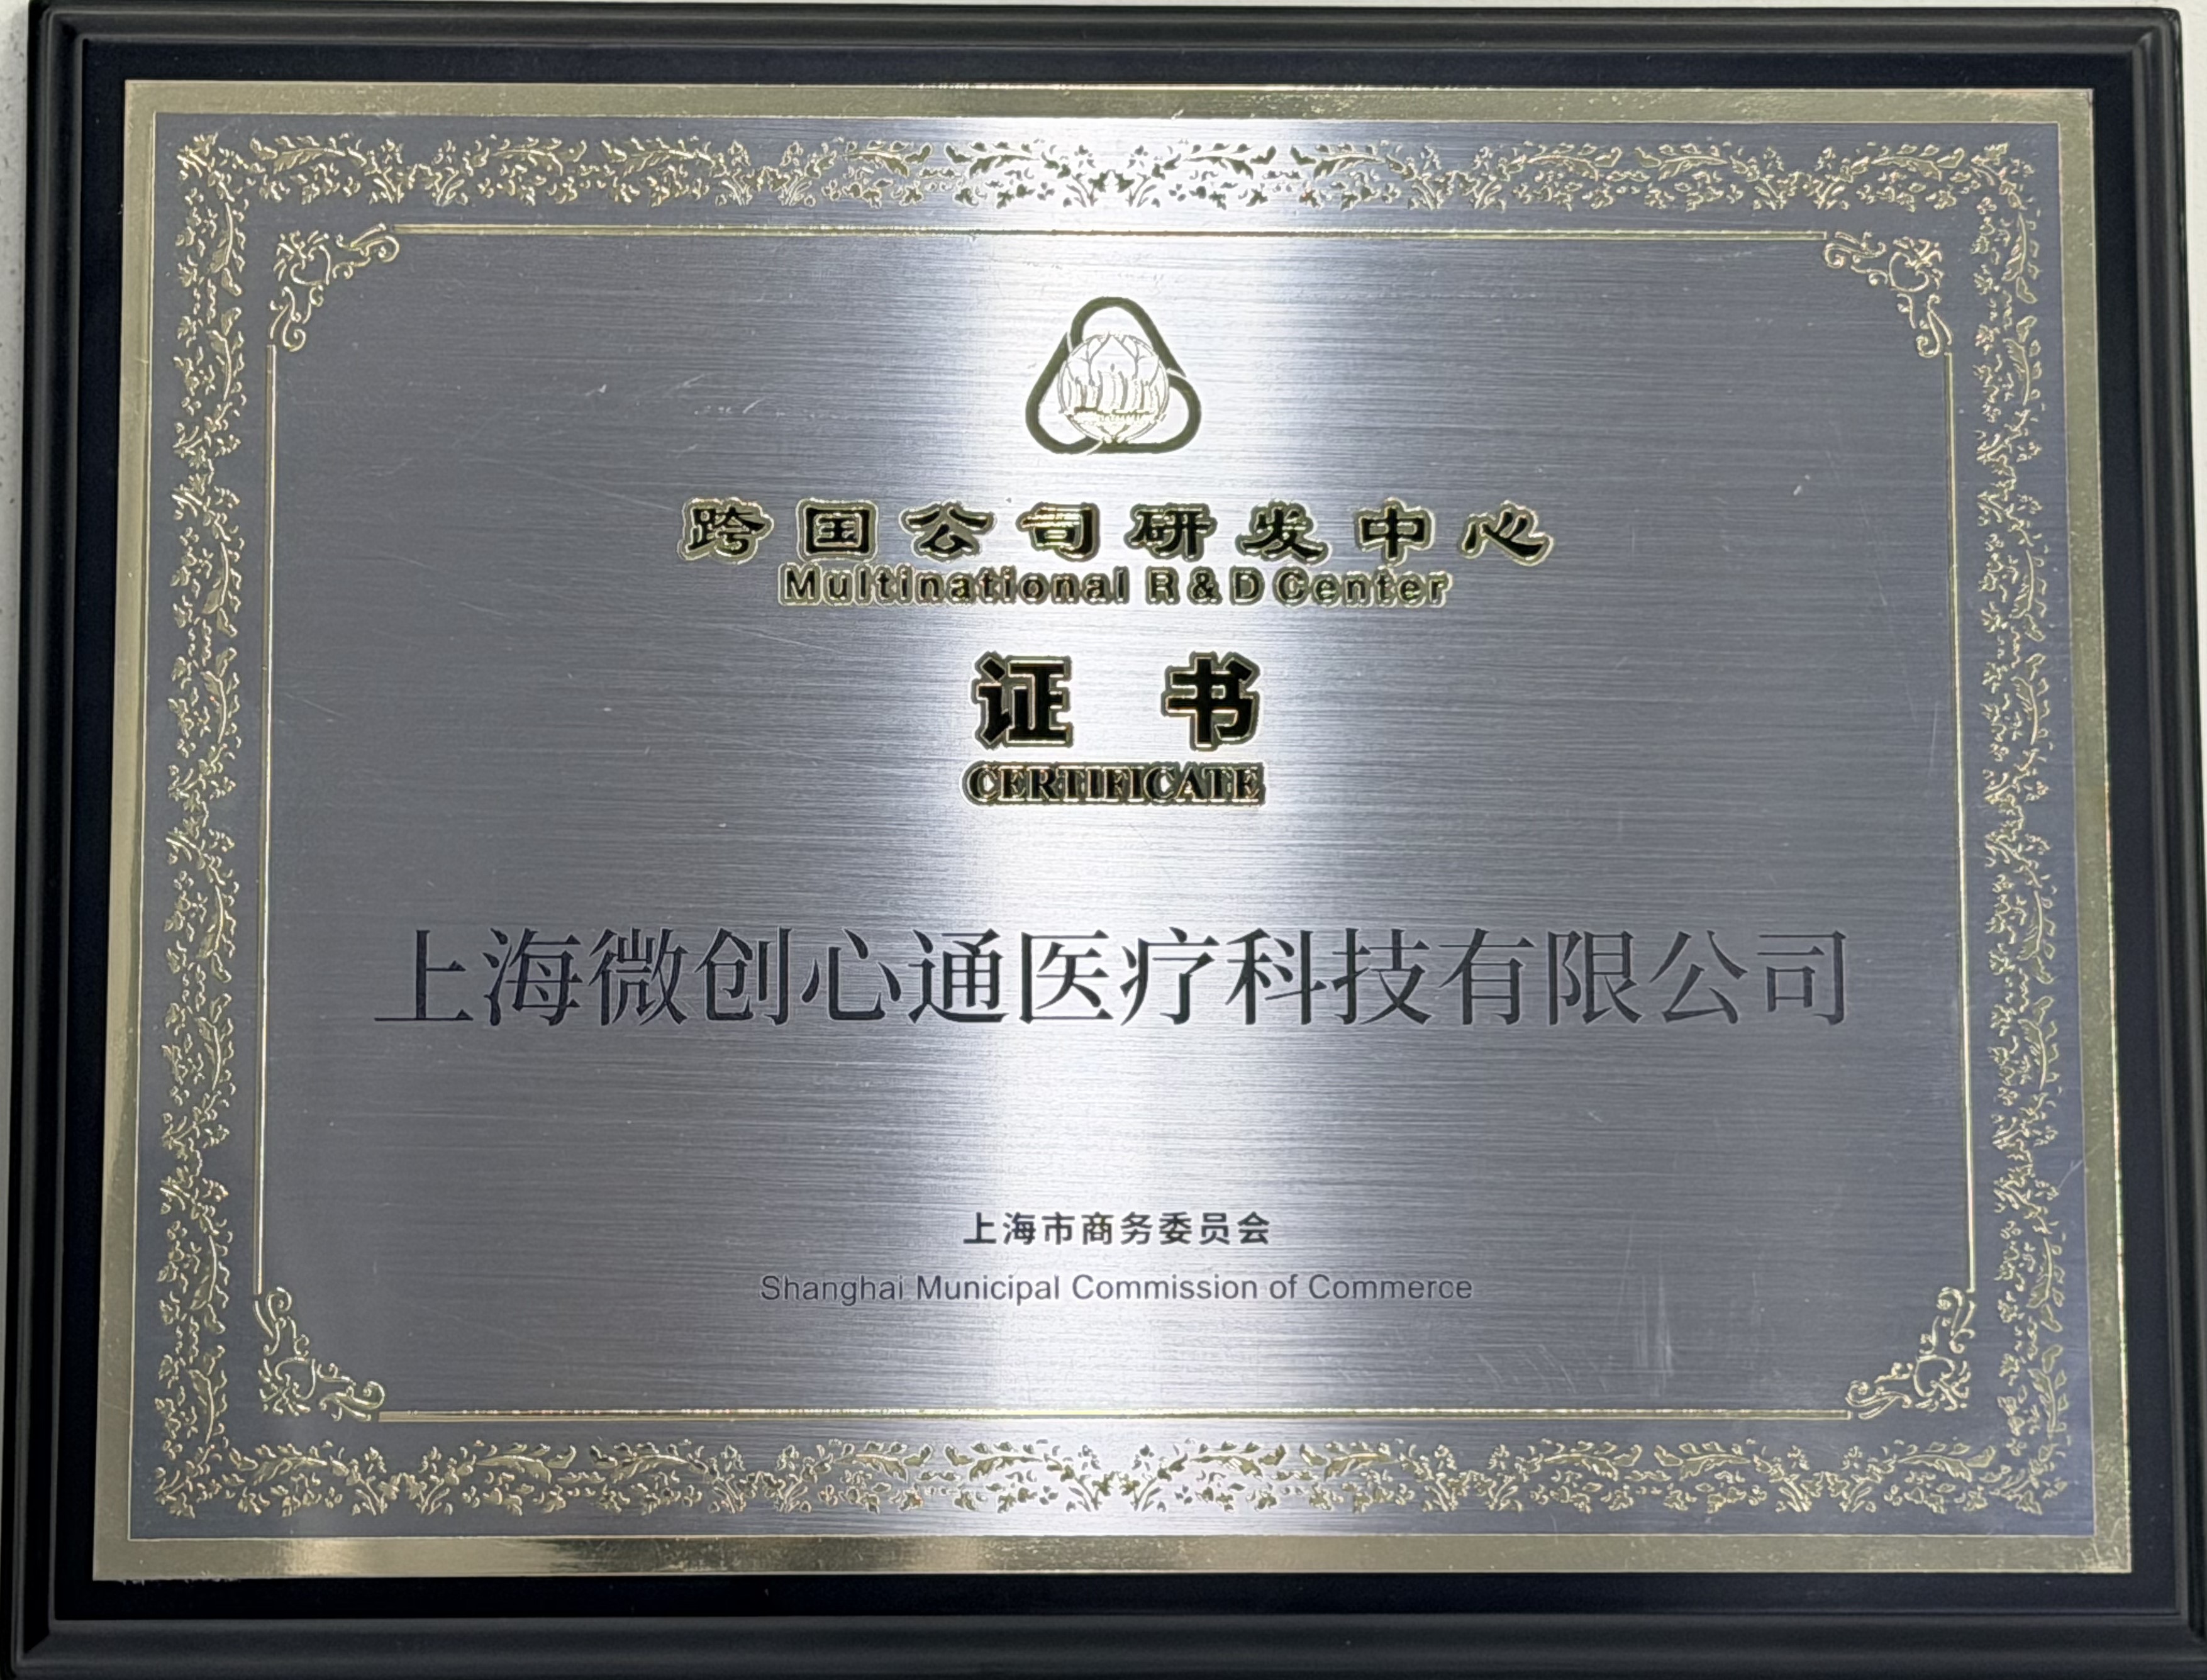 跨国公司研发中心
Multinational R&D Center
证书
CERTIFICATE
上海微创心通医疗科技有限公司
上海市商务委员会
Shanghai Municipal Commission of Commerce